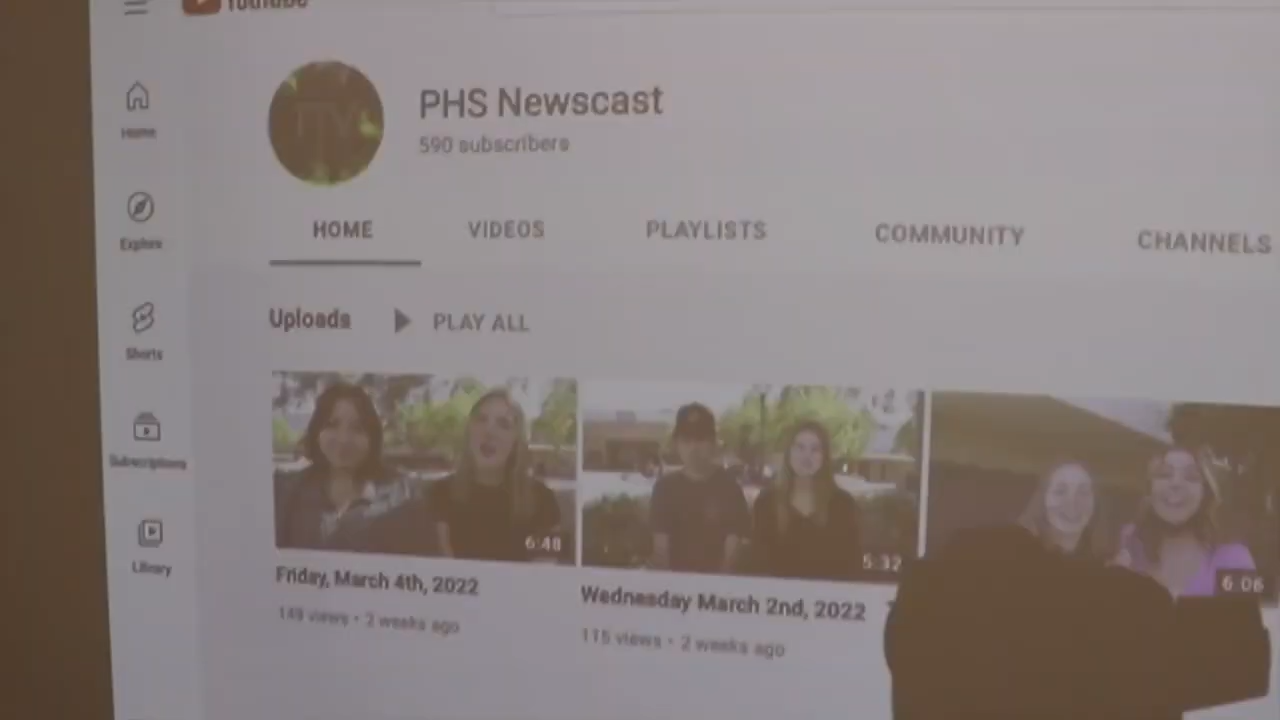 YouTube
PHS Newscast
590 subscribers
HOME VIDEOS PLAYLISTS COMMUNITY CHANNELS
Home
Explore
Shorts
Subscriptions
Library
Uploads PLAY ALL
6:48
5:32
6:06
Friday, March 4th, 2022
149 views • 2 weeks ago
Wednesday March 2nd, 2022
115 views • 2 weeks ago